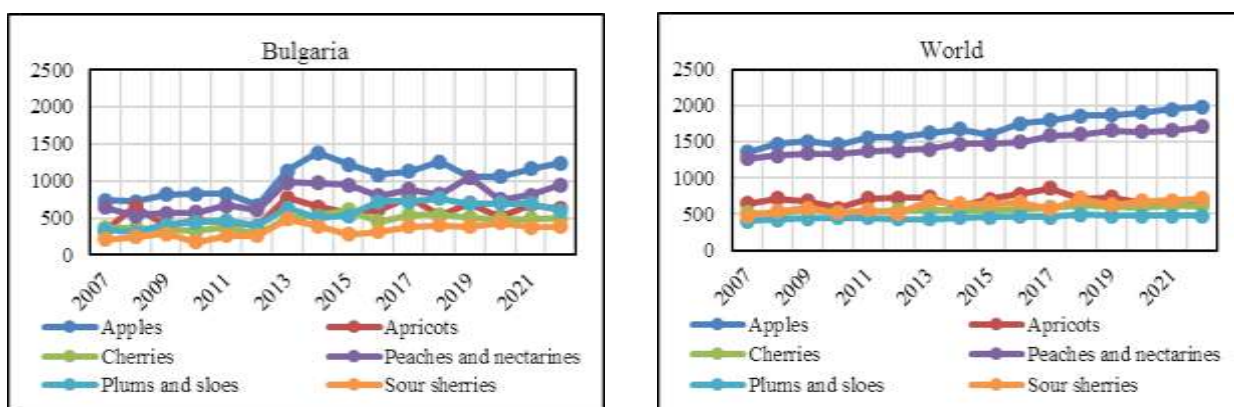 Bulgaria
2500
2000
1500
1000
500
0
2007
2009
2011
2013
2015
2017
2019
2021
Apples
Apricots
Cherries
Peaches and nectarines
Plums and sloes
Sour sherries
World
2500
2000
1500
1000
500
0
2007
2009
2011
2013
2015
2017
2019
2021
Apples
Apricots
Cherries
Peaches and nectarines
Plums and sloes
Sour sherries